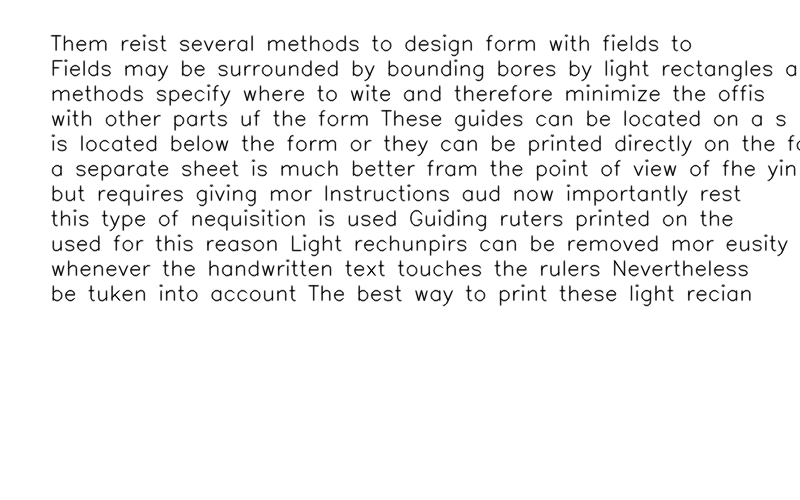 Them reist several methods to design form with fields to
Fields may be surrounded by bounding bores by light rectangles a
methods specify where to wite and therefore minimize the offis
with other parts uf the form These guides can be located on a s
is located below the form or they can be printed directly on the
a separate sheet is much better fram the point of view of fhe yin
but requires giving mor Instructions aud now importantly rest
this type of nequisition is used Guiding ruters printed on the
used for this reason Light rechunpirs can be removed mor eusity
whenever the handwritten text touches the rulers Nevertheless
be tuken into account The best way to print these light recian